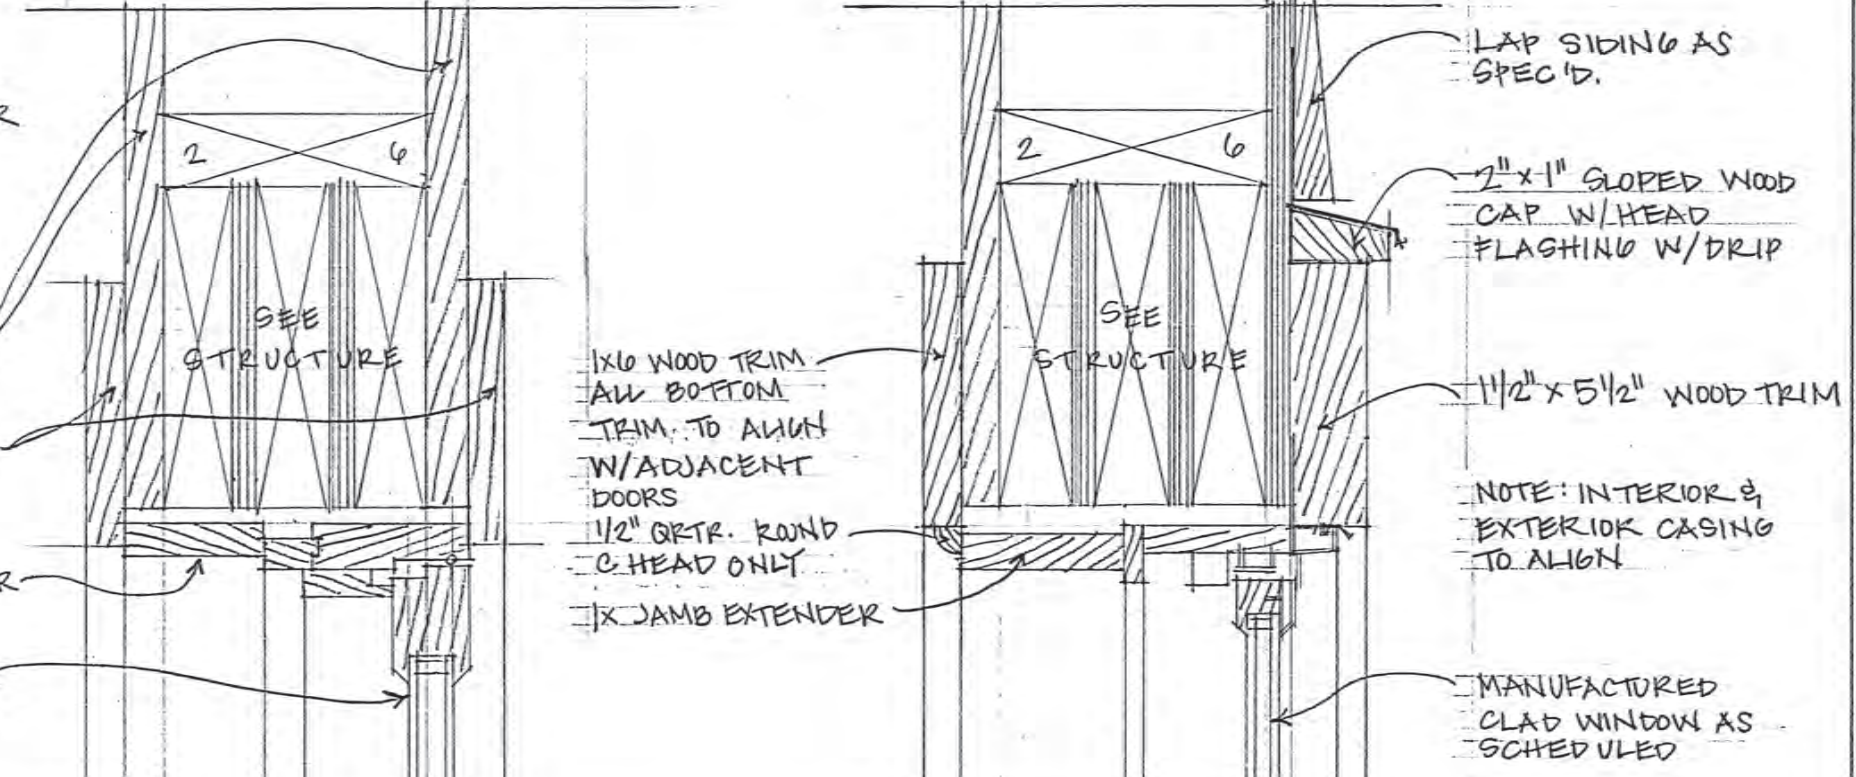 R
2 6
SEE
STRUCTURE
R
1X6 WOOD TRIM
ALL BOTTOM
TRIM. TO ALIGN
W/ADJACENT
DOORS
1/2" QRTR. ROUND
@ HEAD ONLY
1X JAMB EXTENDER
2 6
SEE
STRUCTURE
LAP SIDING AS
SPEC'D.
2" X 1" SLOPED WOOD
CAP W/HEAD
FLASHING W/DRIP
1 1/2" X 5 1/2" WOOD TRIM
NOTE: INTERIOR &
EXTERIOR CASING
TO ALIGN
MANUFACTURED
CLAD WINDOW AS
SCHEDULED